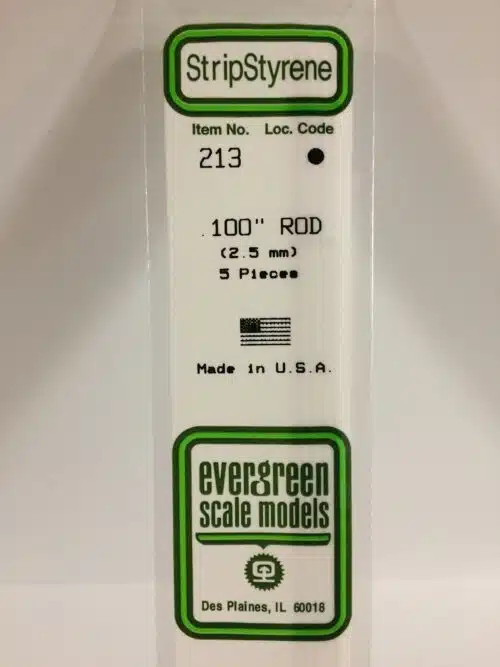 StripStyrene
Item No. Loc. Code
213
.100" ROD
(2.5 mm)
5 Pieces
Made in U.S.A.
evergreen
scale models
Des Plaines, IL 60018